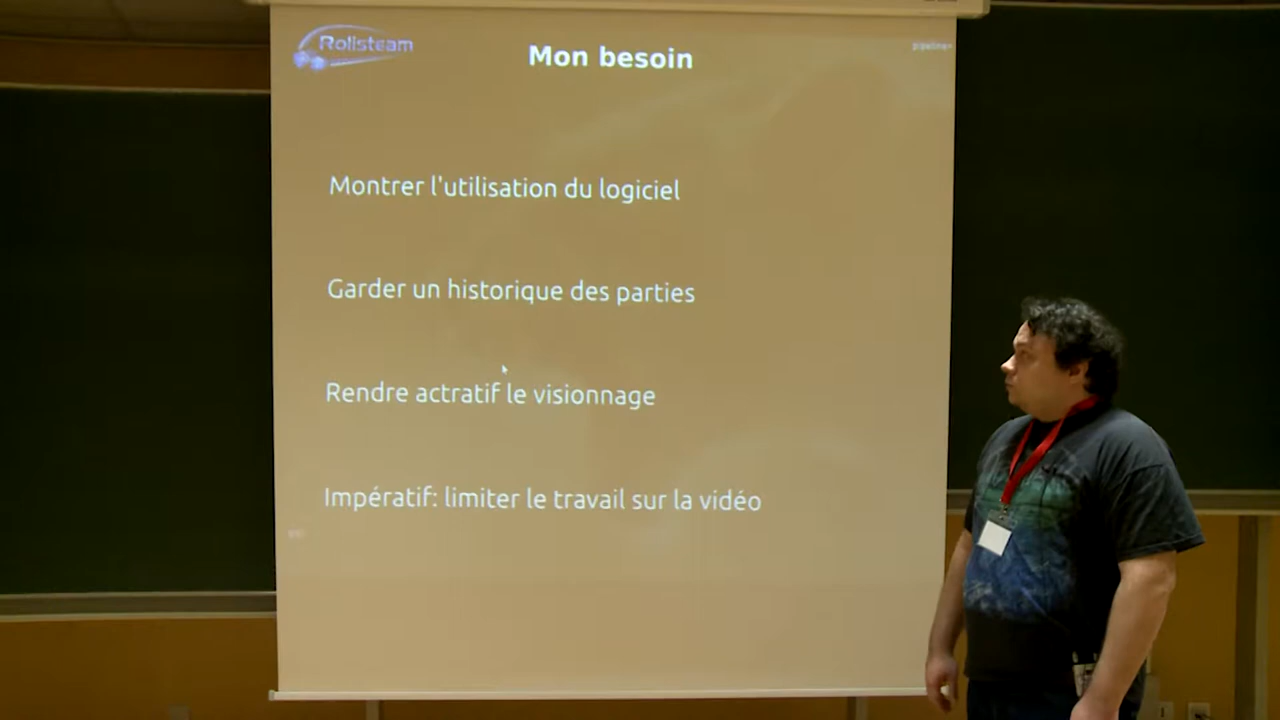 Rolisteam
Mon besoin
Montrer l'utilisation du logiciel
Garder un historique des parties
Rendre actratif le visionnage
Impératif: limiter le travail sur la vidéo